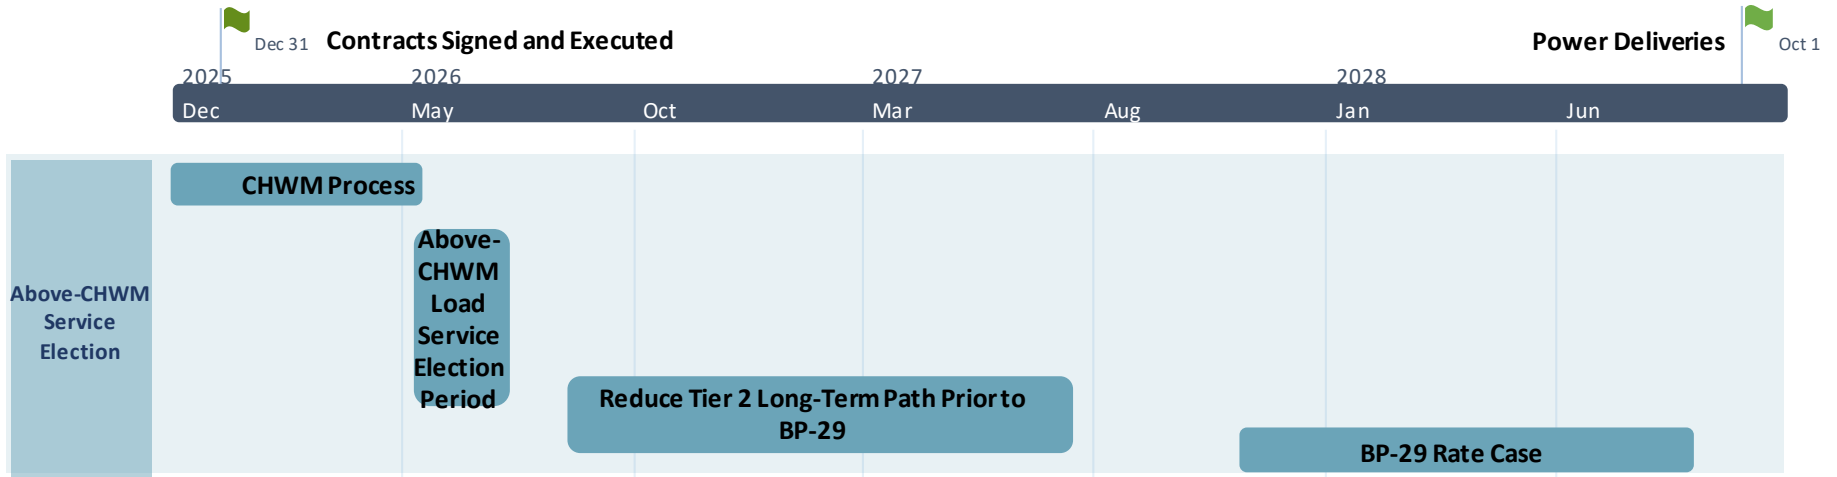 Dec 31
Contracts Signed and Executed
Power Deliveries
Oct 1
2025
2026
2027
2028
Dec
May
Oct
Mar
Aug
Jan
Jun
CHWM Process
Above-
CHWM
Load
Service
Election
Period
Above-CHWM
Service
Election
Reduce Tier 2 Long-Term Path Prior to
BP-29
BP-29 Rate Case